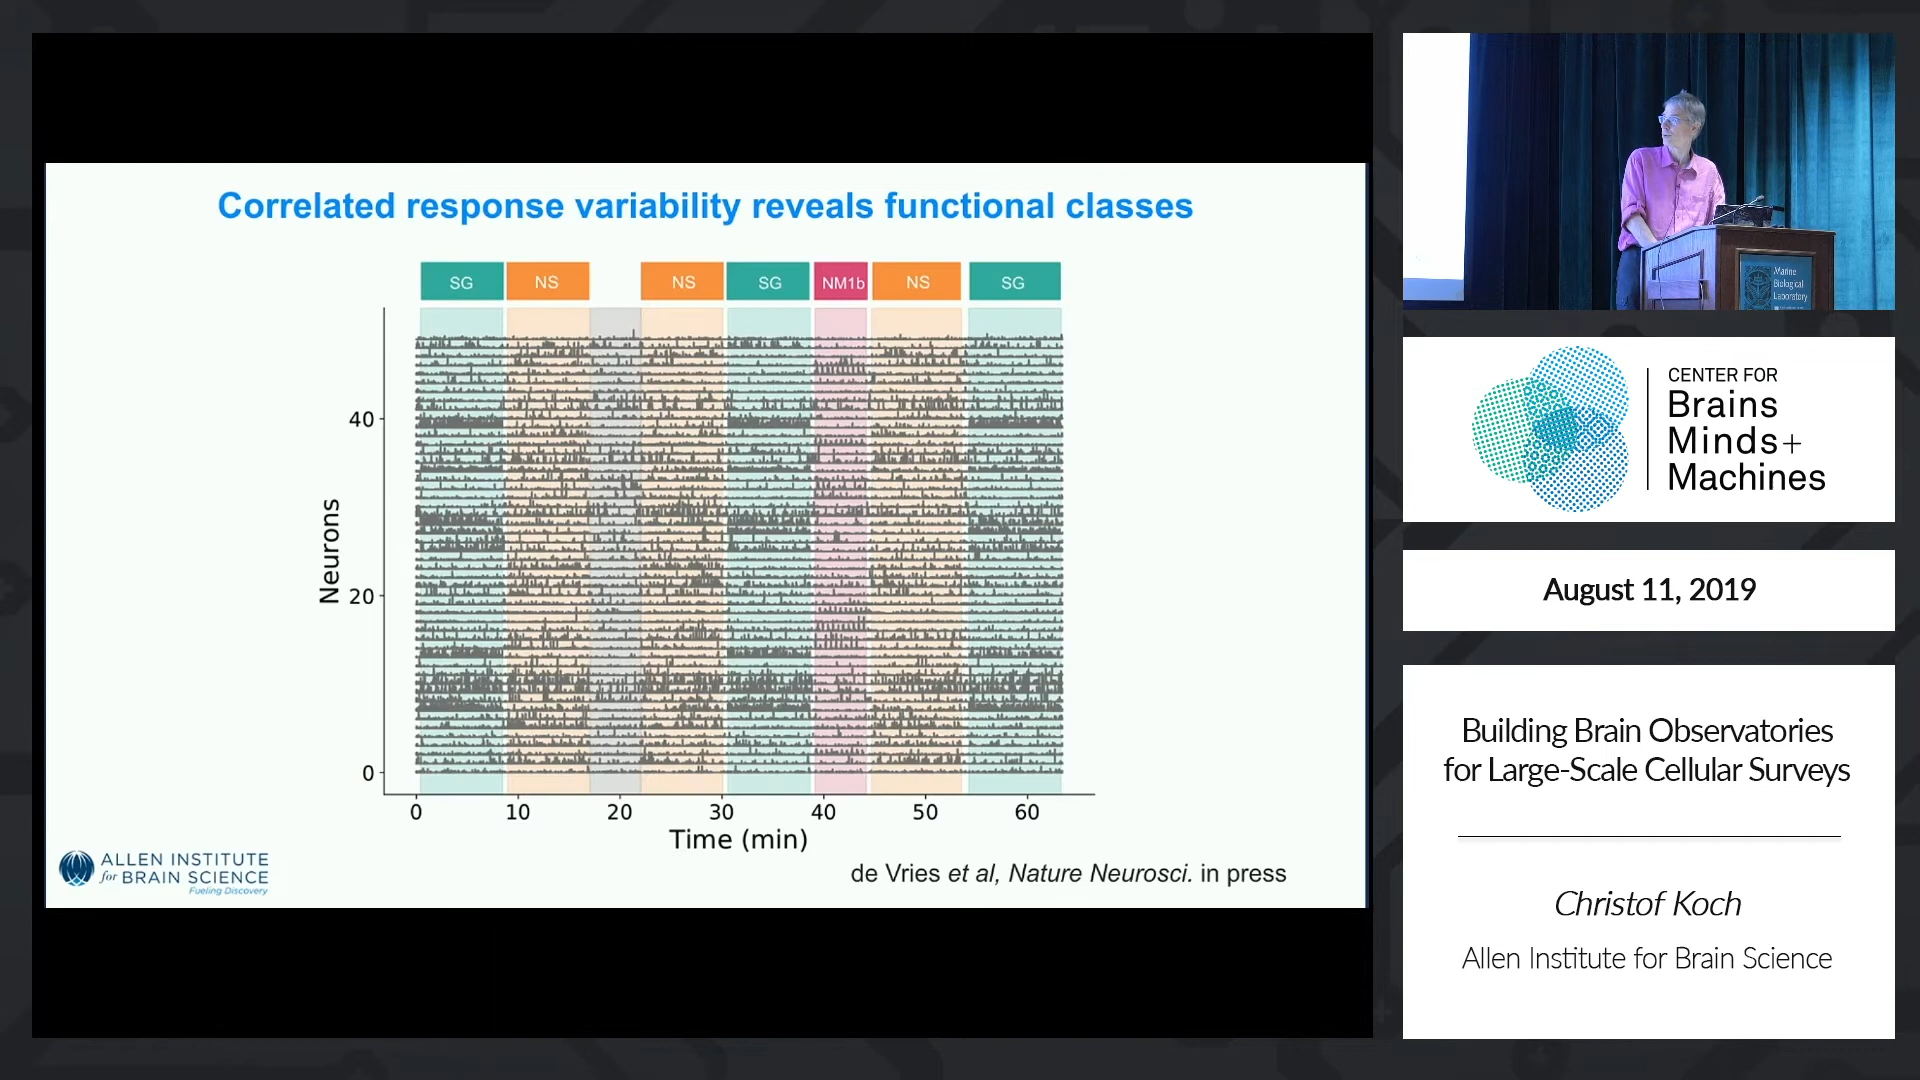 Correlated response variability reveals functional classes
SG NS NS SG NM1b NS SG
40
20
0
Neurons
0 10 20 30 40 50 60
Time (min)
ALLEN INSTITUTE
for BRAIN SCIENCE
Fueling Discovery
de Vries et al, Nature Neurosci. in press
Marine
Biological
Laboratory
CENTER FOR
Brains
Minds+
Machines
August 11, 2019
Building Brain Observatories
for Large-Scale Cellular Surveys
Christof Koch
Allen Institute for Brain Science